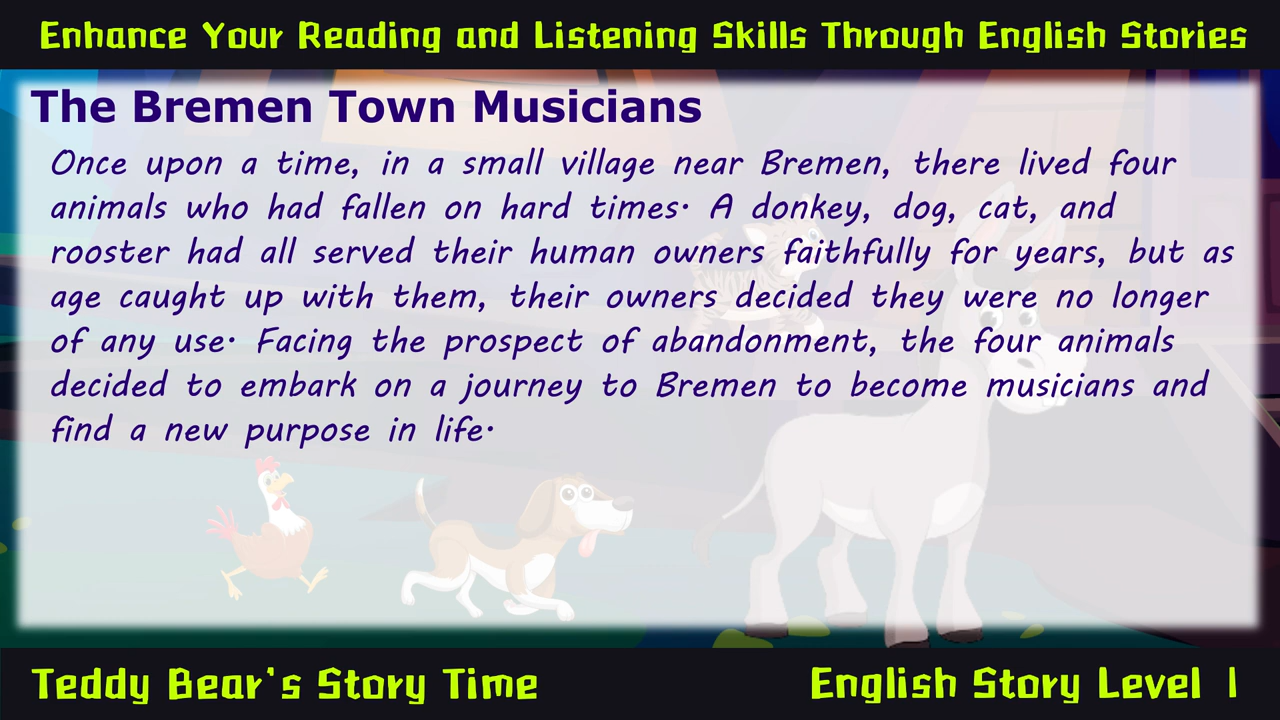 Enhance Your Reading and Listening Skills Through English Stories
The Bremen Town Musicians
Once upon a time, in a small village near Bremen, there lived four
animals who had fallen on hard times. A donkey, dog, cat, and
rooster had all served their human owners faithfully for years, but as
age caught up with them, their owners decided they were no longer
of any use. Facing the prospect of abandonment, the four animals
decided to embark on a journey to Bremen to become musicians and
find a new purpose in life.
Teddy Bear's Story Time
English Story Level 1